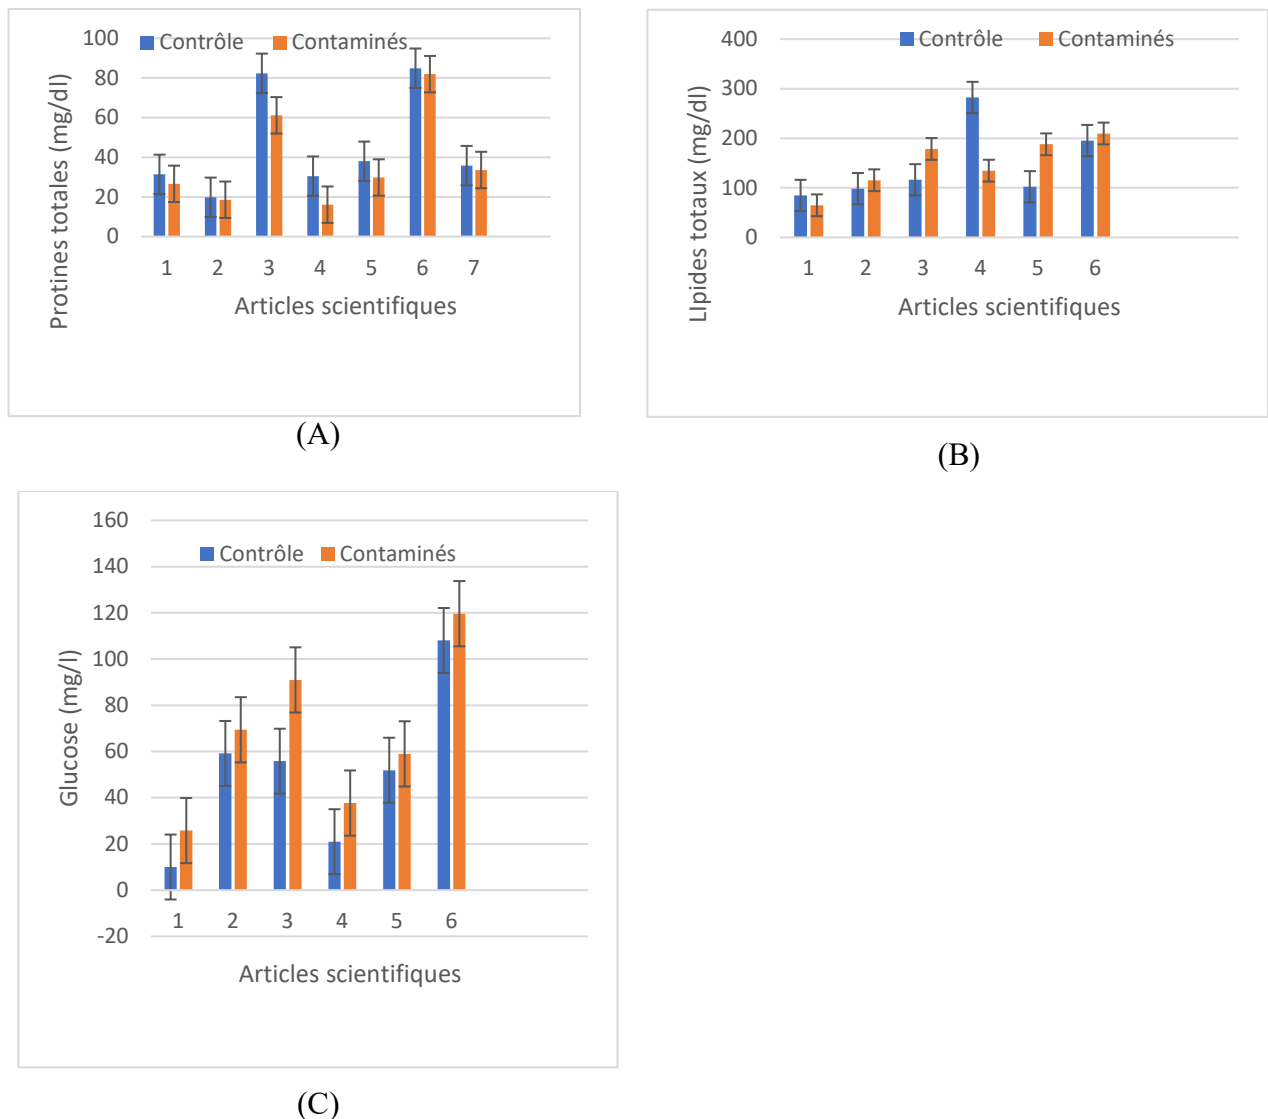 Contrôle Contaminés
Protines totales (mg/dl)
100
80
60
40
20
0
1 2 3 4 5 6 7
Articles scientifiques
(A)
Contrôle Contaminés
LIpides totaux (mg/dl)
400
300
200
100
0
1 2 3 4 5 6
Articles scientifiques
(B)
Contrôle Contaminés
Glucose (mg/l)
160
140
120
100
80
60
40
20
0
-20
1 2 3 4 5 6
Articles scientifiques
(C)